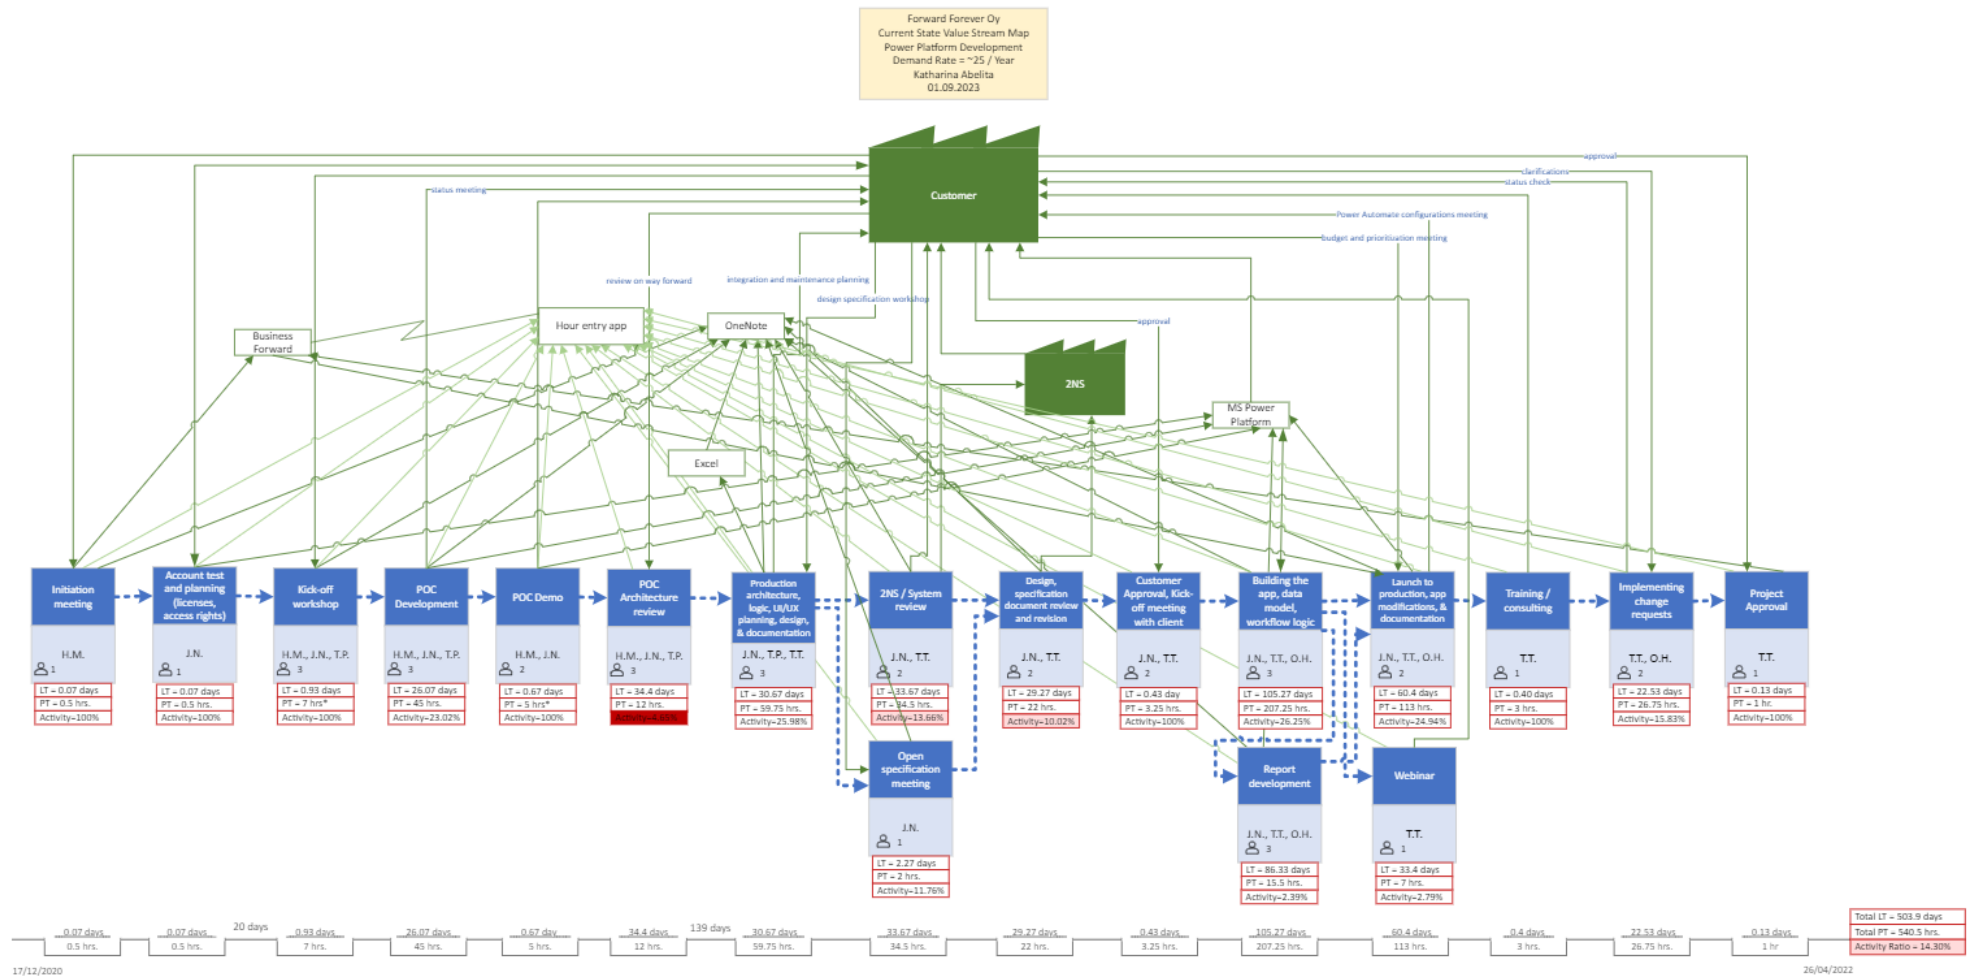 Forward Forever Oy
Current State Value Stream Map
Power Platform Development
Demand Rate = ~25 / Year
Katharina Abelita
01.09.2023
Customer
approval
clarifications
status check
status meeting
Power Automate configurations meeting
budget and prioritization meeting
review on way forward
integration and maintenance planning
design specification workshop
approval
Business
Forward
Hour entry app
OneNote
2NS
MS Power
Platform
Excel
Initiation
meeting
H.M.
1
LT = 0.07 days
PT = 0.5 hrs.
Activity=100%
Account test
and planning
(licenses,
access rights)
J.N.
1
LT = 0.07 days
PT = 0.5 hrs.
Activity=100%
Kick-off
workshop
H.M., J.N., T.P.
3
LT = 0.93 days
PT = 7 hrs*
Activity=100%
POC
Development
H.M., J.N., T.P.
3
LT = 26.07 days
PT = 45 hrs.
Activity=23.02%
POC Demo
H.M., J.N.
2
LT = 0.67 days
PT = 5 hrs*
Activity=100%
POC
Architecture
review
H.M., J.N., T.P.
3
LT = 34.4 days
PT = 12 hrs.
Production
architecture,
logic, UI/UX
planning, design,
& documentation
J.N., T.P., T.T.
3
LT = 30.67 days
PT = 59.75 hrs.
Activity=25.98%
2NS / System
review
J.N., T.T.
2
LT = 33.67 days
PT = 34.5 hrs.
Activity=13.66%
Design,
specification
document review
and revision
J.N., T.T.
2
LT = 29.27 days
PT = 22 hrs.
Activity=10.02%
Customer
Approval, Kick-
off meeting
with client
J.N., T.T.
2
LT = 0.43 day
PT = 3.25 hrs.
Activity=100%
Building the
app, data
model,
workflow logic
J.N., T.T., O.H.
3
LT = 105.27 days
PT = 207.25 hrs.
Activity=26.25%
Launch to
production, app
modifications, &
documentation
J.N., T.T., O.H.
2
LT = 60.4 days
PT = 113 hrs.
Activity=24.94%
Training /
consulting
T.T.
1
LT = 0.40 days
PT = 3 hrs.
Activity=100%
Implementing
change
requests
T.T., O.H.
2
LT = 22.53 days
PT = 26.75 hrs.
Activity=15.83%
Project
Approval
T.T.
1
LT = 0.13 days
PT = 1 hr.
Activity=100%
Open
specification
meeting
J.N.
1
LT = 2.27 days
PT = 2 hrs.
Activity=11.76%
Report
development
J.N., T.T., O.H.
3
LT = 86.33 days
PT = 15.5 hrs.
Activity=2.39%
Webinar
T.T.
1
LT = 33.4 days
PT = 7 hrs.
Activity=2.79%
0.07 days
0.5 hrs.
0.07 days
0.5 hrs.
20 days
0.93 days
7 hrs.
26.07 days
45 hrs.
0.67 day
5 hrs.
34.4 days
12 hrs.
139 days
30.67 days
59.75 hrs.
33.67 days
34.5 hrs.
29.27 days
22 hrs.
0.43 days
3.25 hrs.
105.27 days
207.25 hrs.
60.4 days
113 hrs.
0.4 days
3 hrs.
22.53 days
26.75 hrs.
0.13 days
1 hr
Total LT = 503.9 days
Total PT = 540.5 hrs.
Activity Ratio = 14.30%
17/12/2020
26/04/2022